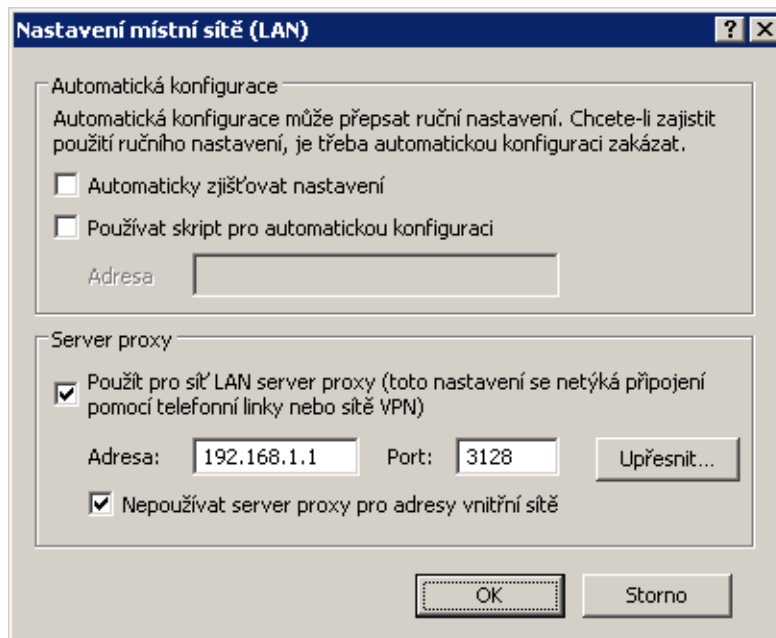 Nastavení místní sítě (LAN)
Automatická konfigurace
Automatická konfigurace může přepsat ruční nastavení. Chcete-li zajistit
použití ručního nastavení, je třeba automatickou konfiguraci zakázat.
Automaticky zjišťovat nastavení
Používat skript pro automatickou konfiguraci
Adresa
Server proxy
Použít pro síť LAN server proxy (toto nastavení se netýká připojení
pomocí telefonní linky nebo sítě VPN)
Adresa: 192.168.1.1 Port: 3128 Upřesnit...
Nepoužívat server proxy pro adresy vnitřní sítě
OK Storno